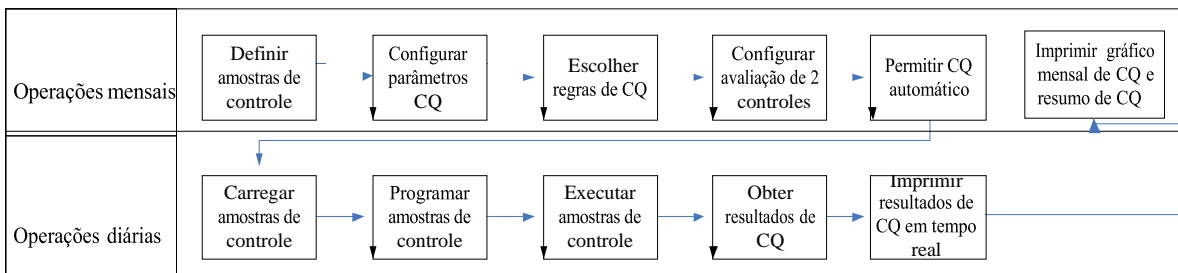 Operações mensais
Definir
amostras de
controle
Configurar
parâmetros
CQ
Escolher
regras de CQ
Configurar
avaliação de 2
controles
Permitir CQ
automático
Imprimir gráfico
mensal de CQ e
resumo de CQ
Operações diárias
Carregar
amostras de
controle
Programar
amostras de
controle
Executar
amostras de
controle
Obter
resultados de
CQ
Imprimir
resultados de
CQ em tempo
real